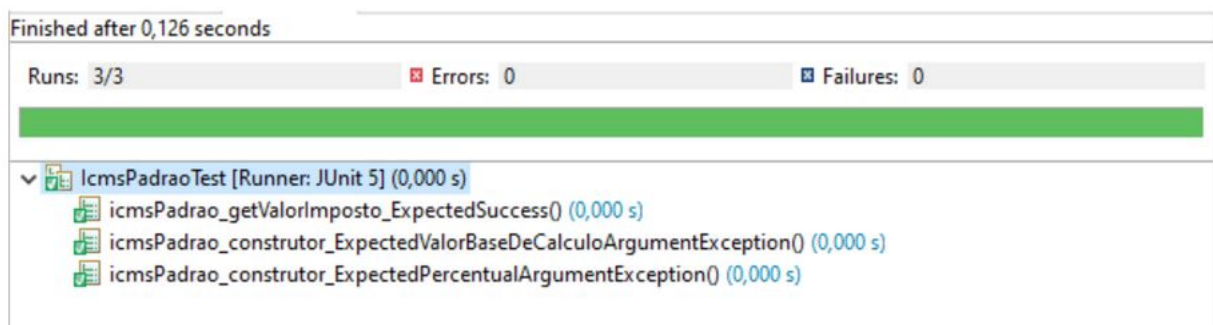 Finished after 0,126 seconds
Runs: 3/3 Errors: 0 Failures: 0
IcmsPadraoTest [Runner: JUnit 5] (0,000 s)
icmsPadrao_getValorImposto_ExpectedSuccess() (0,000 s)
icmsPadrao_construtor_ExpectedValorBaseDeCalculoArgumentException() (0,000 s)
icmsPadrao_construtor_ExpectedPercentualArgumentException() (0,000 s)